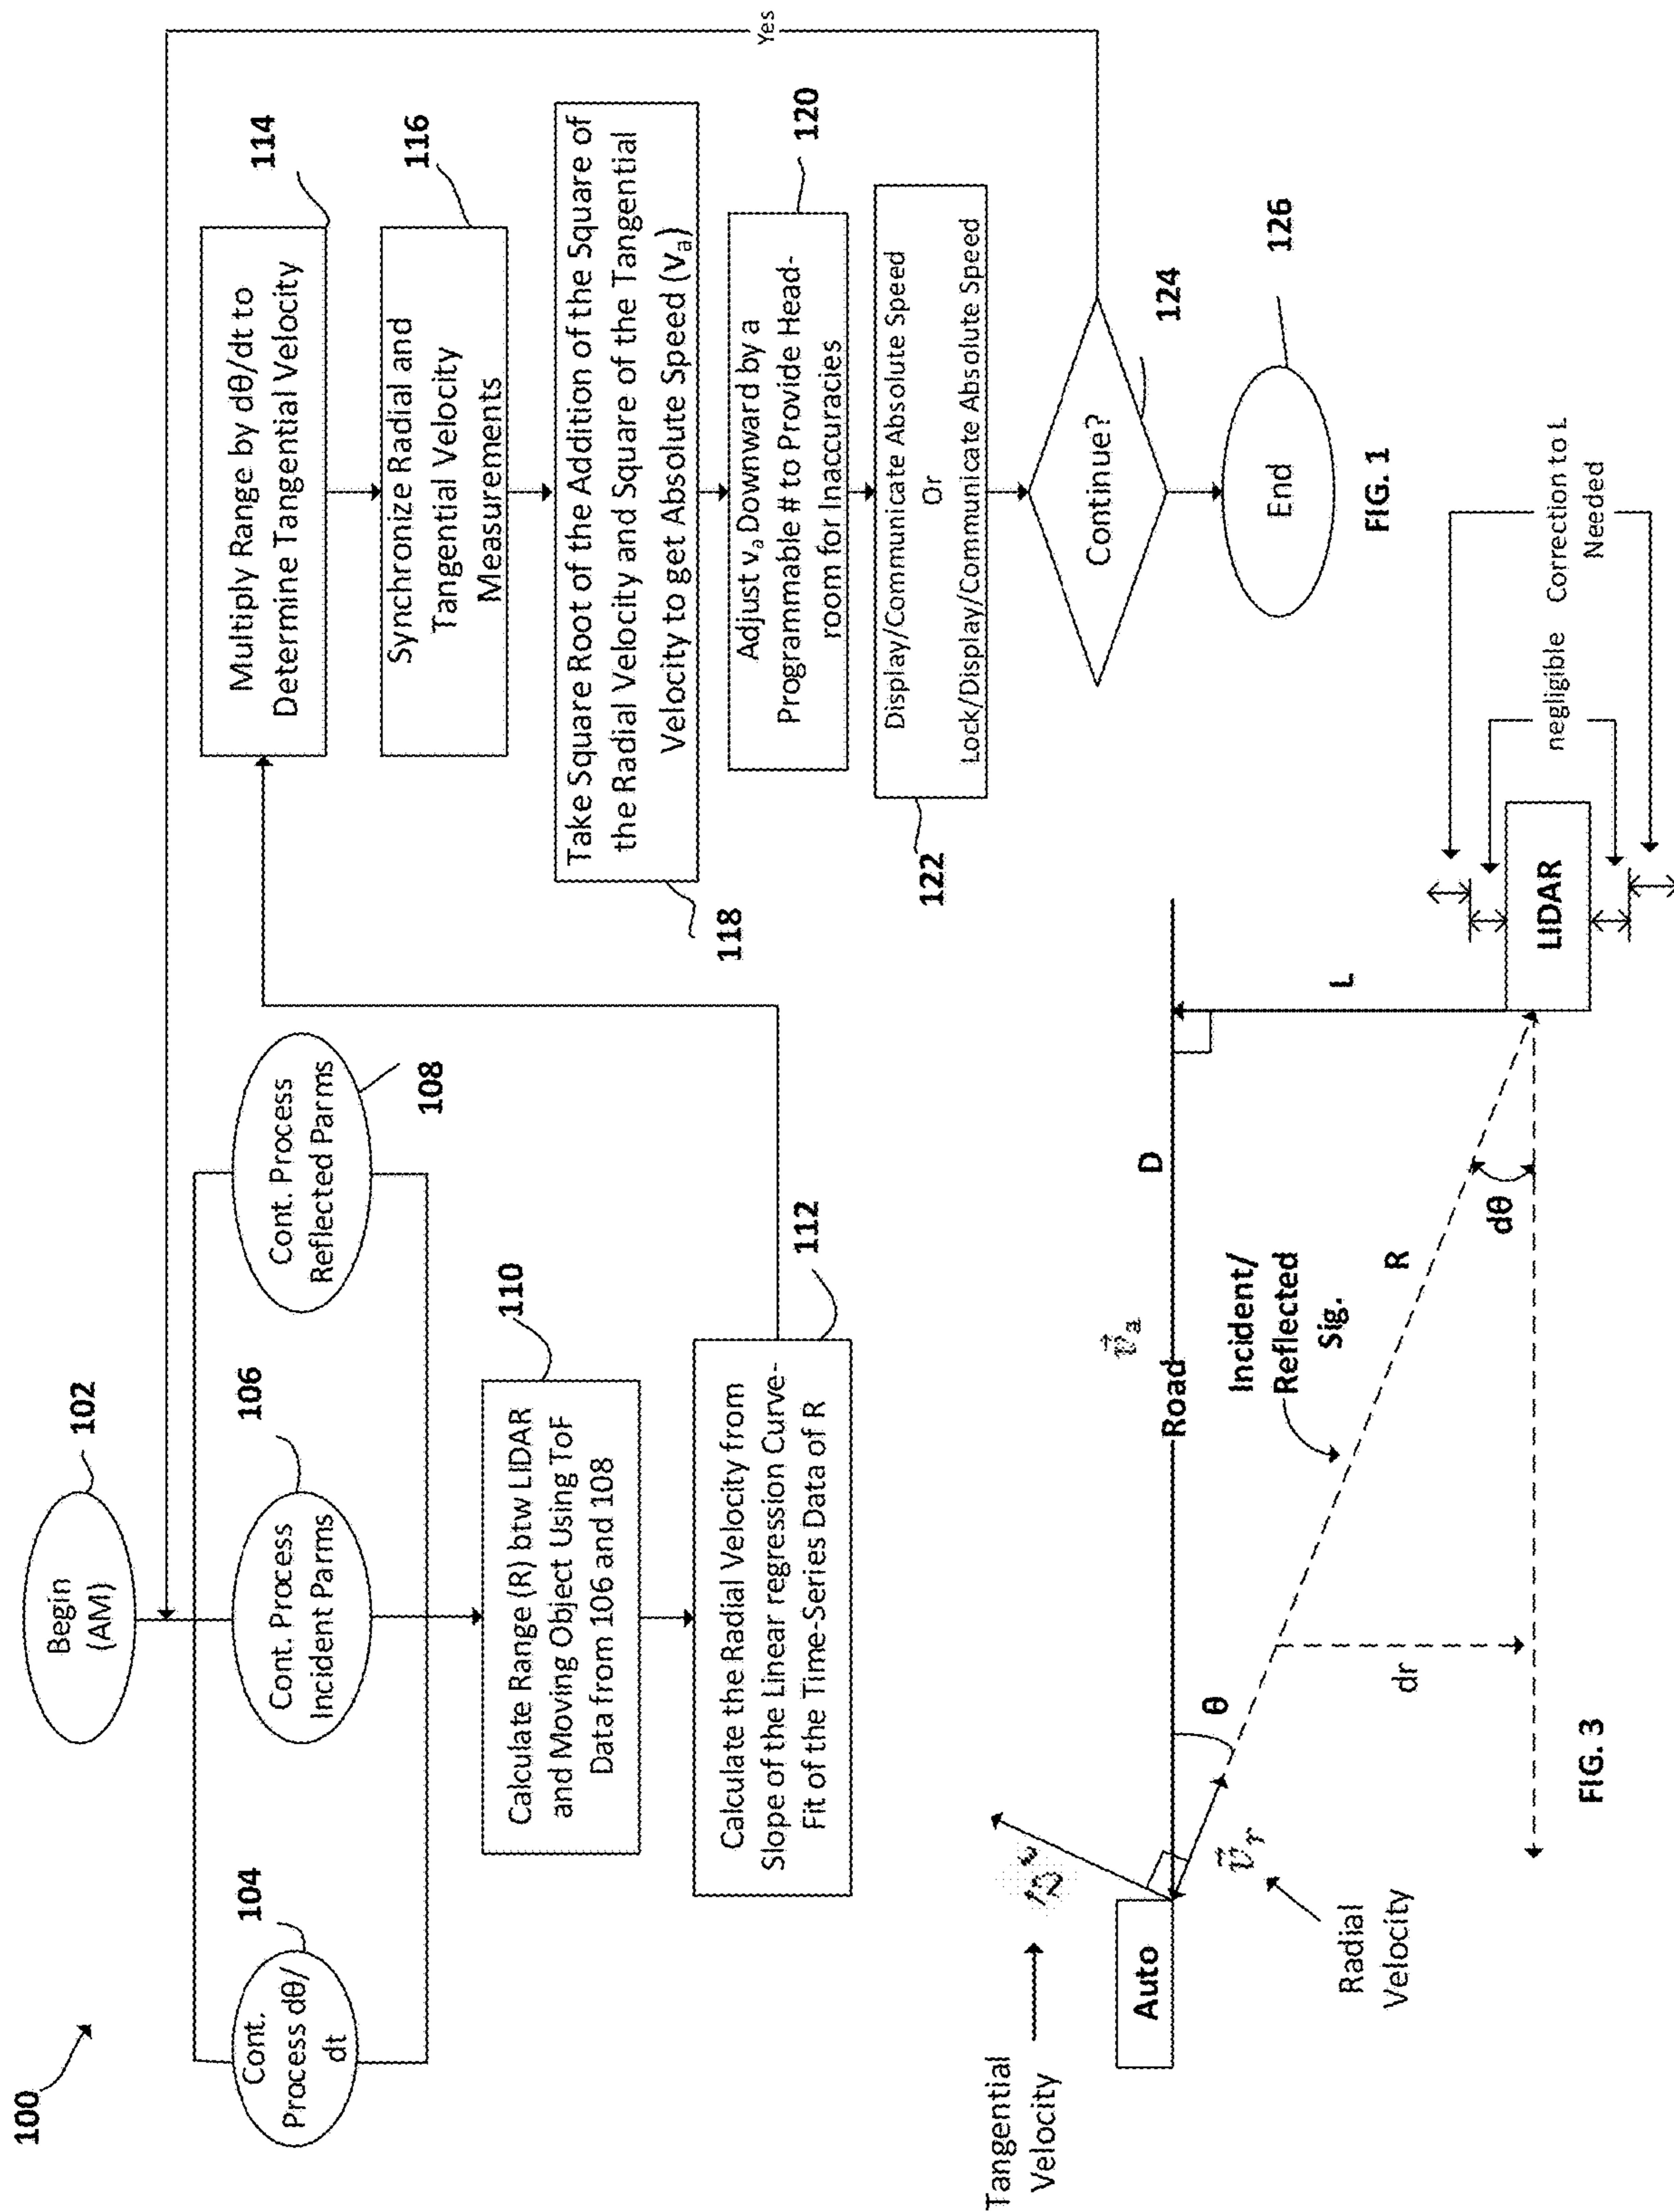 100
Begin
(AM)
102
Cont.
Process dθ/
dt
104
Cont. Process
Incident Parms
106
Cont. Process
Reflected Parms
108
Calculate Range (R) btw LIDAR
and Moving Object Using ToF
Data from 106 and 108
110
Calculate the Radial Velocity from
Slope of the Linear regression Curve-
Fit of the Time-Series Data of R
112
Multiply Range by dθ/dt to
Determine Tangential Velocity
114
Synchronize Radial and
Tangential Velocity
Measurements
116
Take Square Root of the Addition of the Square of
the Radial Velocity and Square of the Tangential
Velocity to get Absolute Speed (vₐ)
118
Adjust vₐ Downward by a
Programmable # to Provide Head-
room for Inaccuracies
120
Display/Communicate Absolute Speed
Or
Lock/Display/Communicate Absolute Speed
122
Continue?
124
Yes
End
126
FIG. 1
Tangential
Velocity
Auto
v⃗ᵣ
Radial
Velocity
θ
v⃗ₐ
Road
D
L
Incident/
Reflected
Sig.
R
dr
dθ
LIDAR
negligible
Correction to L
Needed
FIG. 3